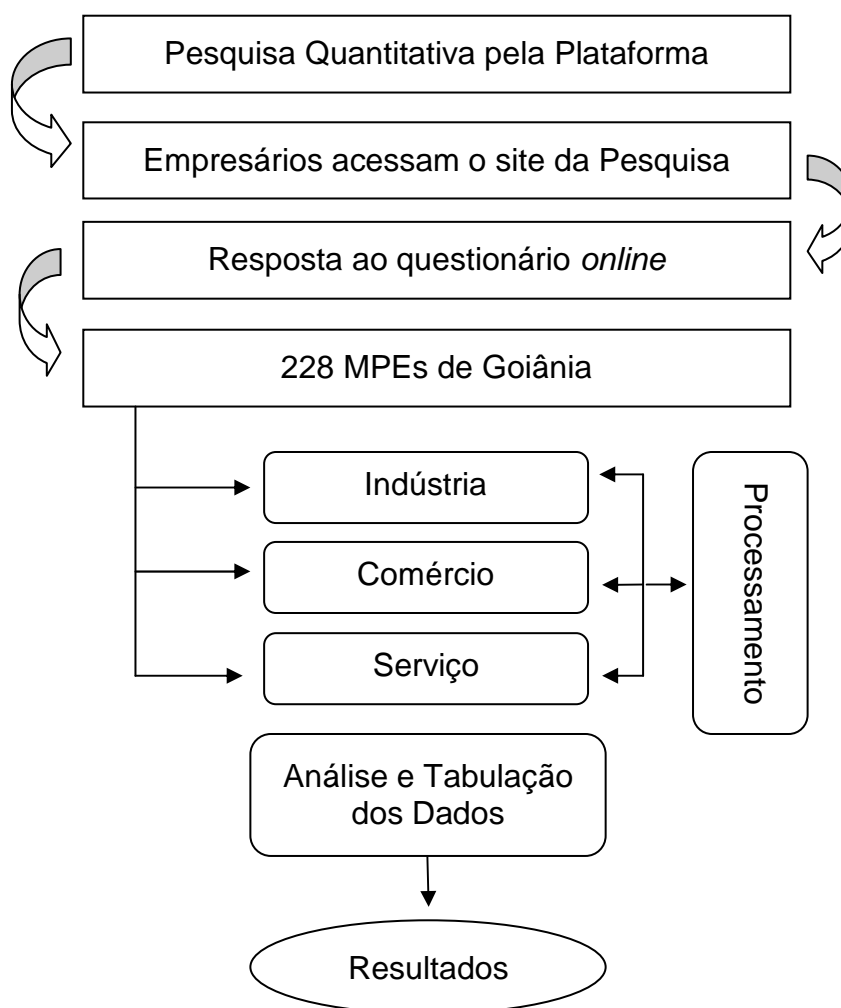 Pesquisa Quantitativa pela Plataforma
Empresários acessam o site da Pesquisa
Resposta ao questionário online
228 MPEs de Goiânia
Indústria
Comércio
Serviço
Processamento
Análise e Tabulação
dos Dados
Resultados